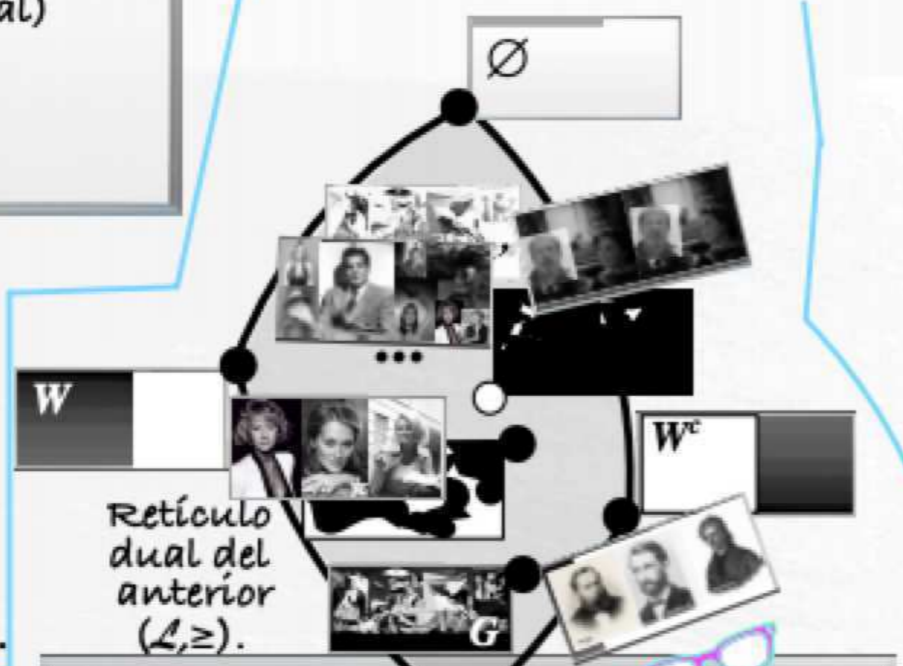 al)
∅
W
Wᶜ
Retículo
dual del
anterior
(ℒ,≥).
G